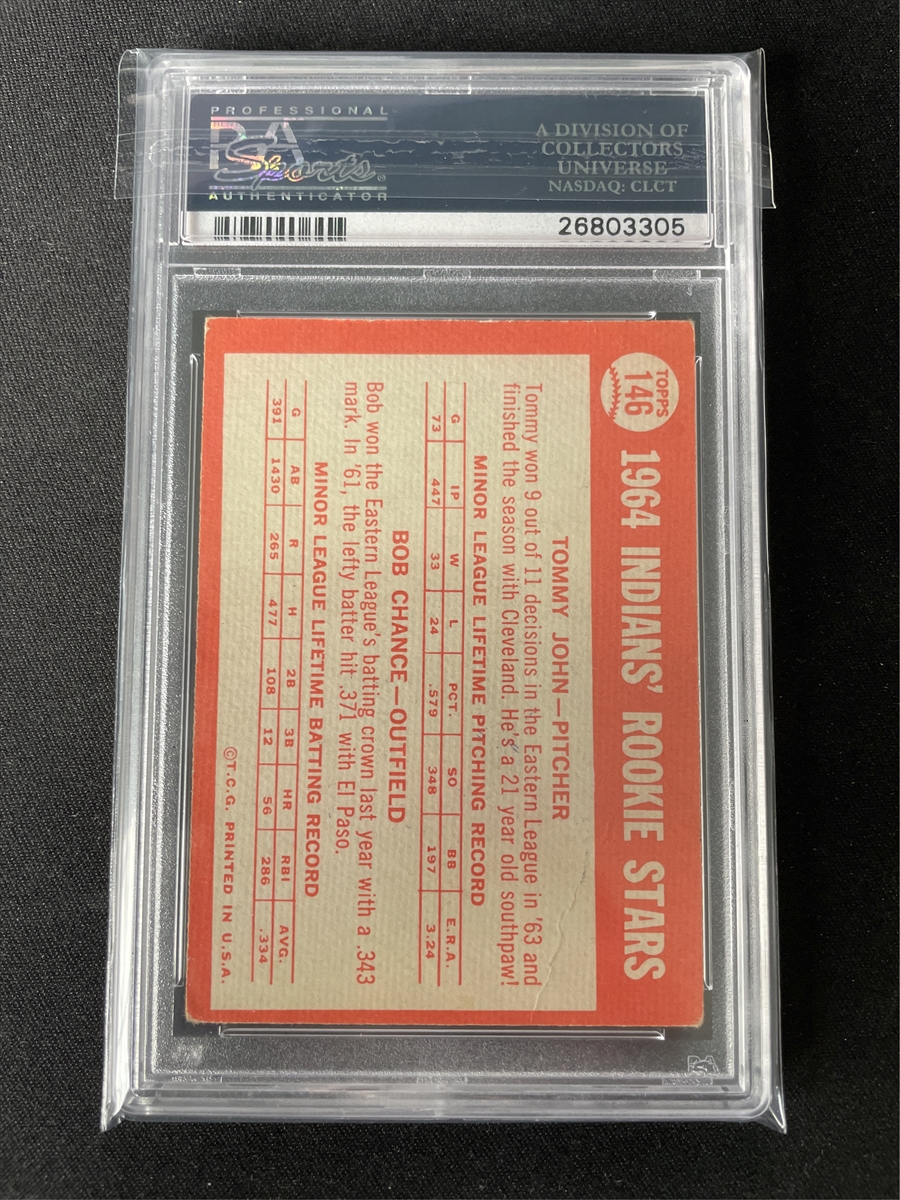 PROFESSIONAL
PSA
Sports
AUTHENTICATOR
A DIVISION OF
COLLECTORS
UNIVERSE
NASDAQ: CLCT
26803305
TOPPS
146
1964 INDIANS' ROOKIE STARS
TOMMY JOHN—PITCHER
Tommy won 9 out of 11 decisions in the Eastern League in '63 and
finished the season with Cleveland. He's a 21 year old southpaw!
MINOR LEAGUE LIFETIME PITCHING RECORD
G IP W L PCT. SO BB E.R.A.
73 447 33 24 .579 348 197 3.24
BOB CHANCE—OUTFIELD
Bob won the Eastern League's batting crown last year with a .343
mark. In '61, the lefty batter hit .371 with El Paso.
MINOR LEAGUE LIFETIME BATTING RECORD
G AB R H 2B 3B HR RBI AVG.
391 1430 265 477 108 12 56 286 .334
©T.C.G. PRINTED IN U.S.A.